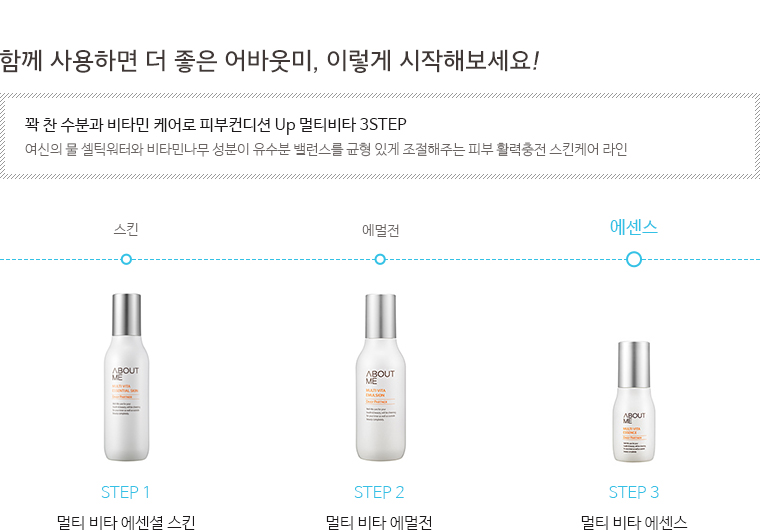 함께 사용하면 더 좋은 어바웃미, 이렇게 시작해보세요!
꽉 찬 수분과 비타민 케어로 피부컨디션 Up 멀티비타 3STEP
여신의 물 셀틱워터와 비타민나무 성분이 유수분 밸런스를 균형 있게 조절해주는 피부 활력충전 스킨케어 라인
스킨
에멀전
에센스
ABOUT
ME
MULTI VITA
ESSENTIAL SKIN
ABOUT
ME
MULTI VITA
EMULSION
ABOUT
ME
MULTI VITA
ESSENCE
STEP 1
STEP 2
STEP 3
멀티 비타 에센셜 스킨
멀티 비타 에멀전
멀티 비타 에센스